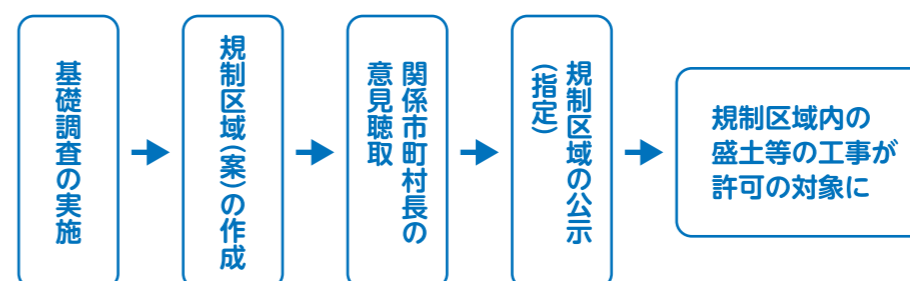 基礎調査の実施
規制区域(案)の作成
関係市町村長の
意見聴取
規制区域の公示
(指定)
規制区域内の
盛土等の工事が
許可の対象に